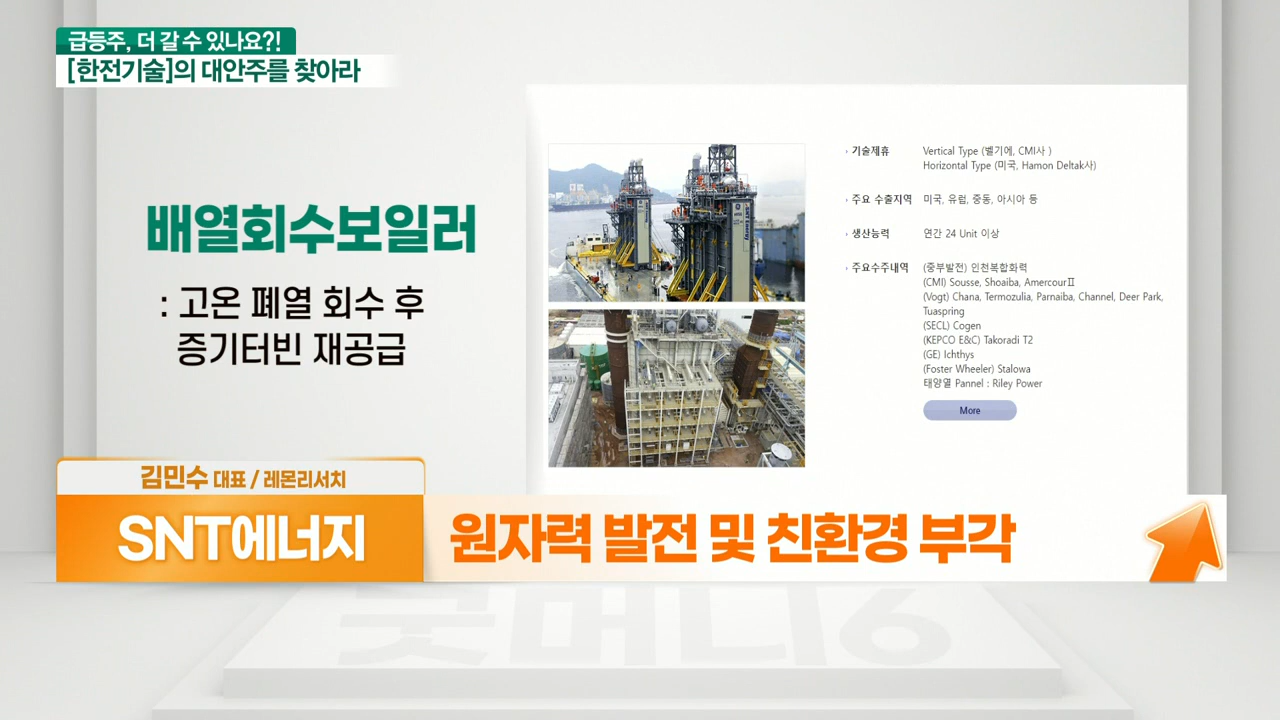 급등주, 더 갈 수 있나요?!
[한전기술]의 대안주를 찾아라
배열회수보일러
: 고온 폐열 회수 후
증기터빈 재공급
기술제휴 Vertical Type (벨기에, CMI사 )
Horizontal Type (미국, Hamon Deltak사)
주요 수출지역 미국, 유럽, 중동, 아시아 등
생산능력 연간 24 Unit 이상
주요수주내역 (중부발전) 인천복합화력
(CMI) Sousse, Shoaiba, AmercourⅡ
(Vogt) Chana, Termozulia, Parnaiba, Channel, Deer Park,
Tuaspring
(SECL) Cogen
(KEPCO E&C) Takoradi T2
(GE) Ichthys
(Foster Wheeler) Stalowa
태양열 Pannel : Riley Power
More
김민수 대표 / 레몬리서치
SNT에너지
원자력 발전 및 친환경 부각
굿머니6